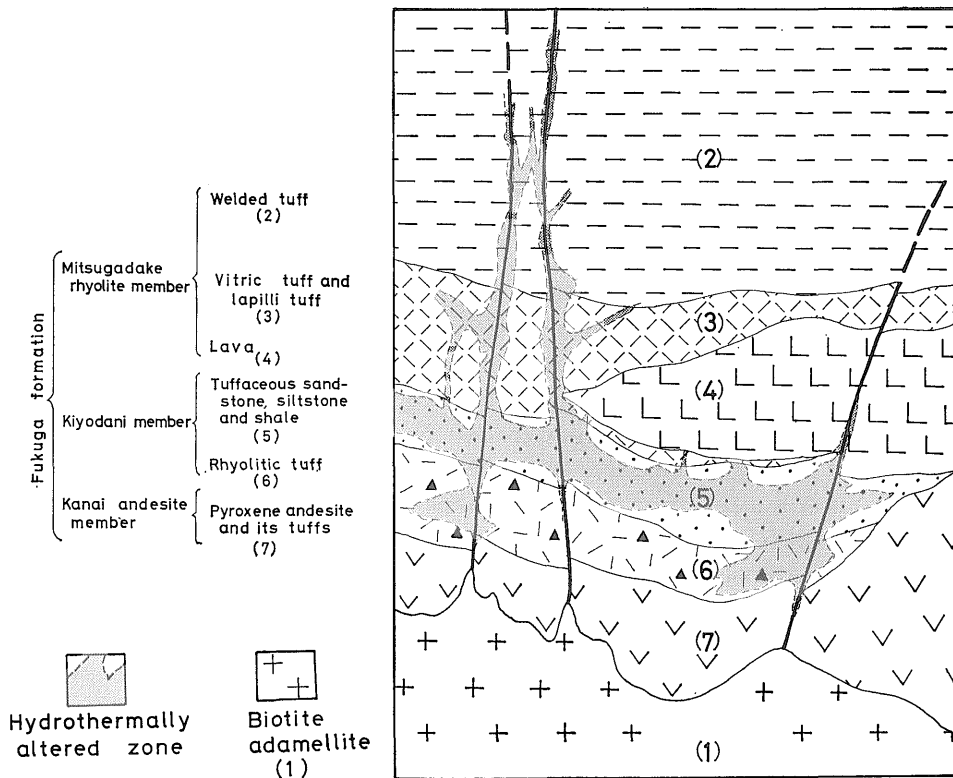 Fukuga formation
Mitsugadake
rhyolite member
Welded tuff
(2)
Vitric tuff and
lapilli tuff
(3)
Lava (4)
Kiyodani member
Tuffaceous sand-
stone, siltstone
and shale
(5)
Rhyolitic tuff
(6)
Kanai andesite
member
Pyroxene andesite
and its tuffs
(7)
Hydrothermally
altered zone
Biotite
adamellite
(1)
(2)
(3)
(4)
(5)
(6)
(7)
(1)